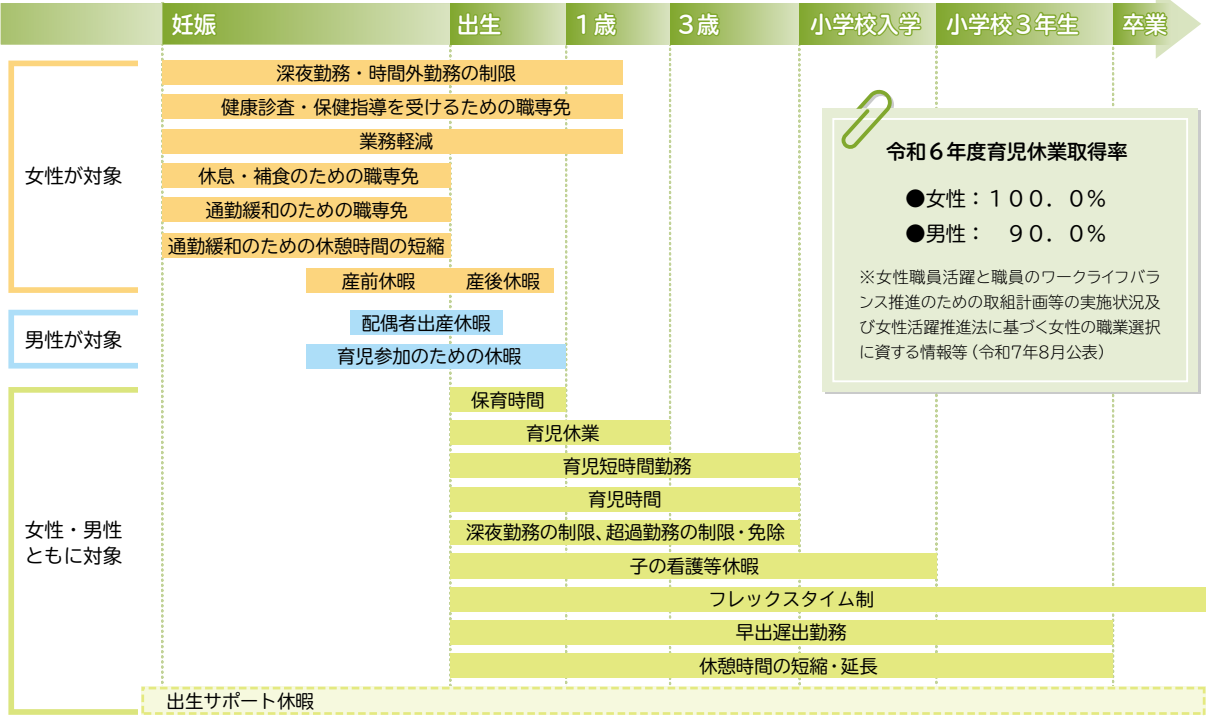 妊娠 出生 1歳 3歳 小学校入学 小学校3年生 卒業
女性が対象
深夜勤務・時間外勤務の制限
健康診査・保健指導を受けるための職専免
業務軽減
休息・補食のための職専免
通勤緩和のための職専免
通勤緩和のための休憩時間の短縮
産前休暇 産後休暇
男性が対象
配偶者出産休暇
育児参加のための休暇
女性・男性
ともに対象
保育時間
育児休業
育児短時間勤務
育児時間
深夜勤務の制限、超過勤務の制限・免除
子の看護等休暇
フレックスタイム制
早出遅出勤務
休憩時間の短縮・延長
出生サポート休暇
令和6年度育児休業取得率
●女性：100．0％
●男性： 90．0％
※女性職員活躍と職員のワークライフバラ
ンス推進のための取組計画等の実施状況及
び女性活躍推進法に基づく女性の職業選択
に資する情報等（令和7年8月公表）